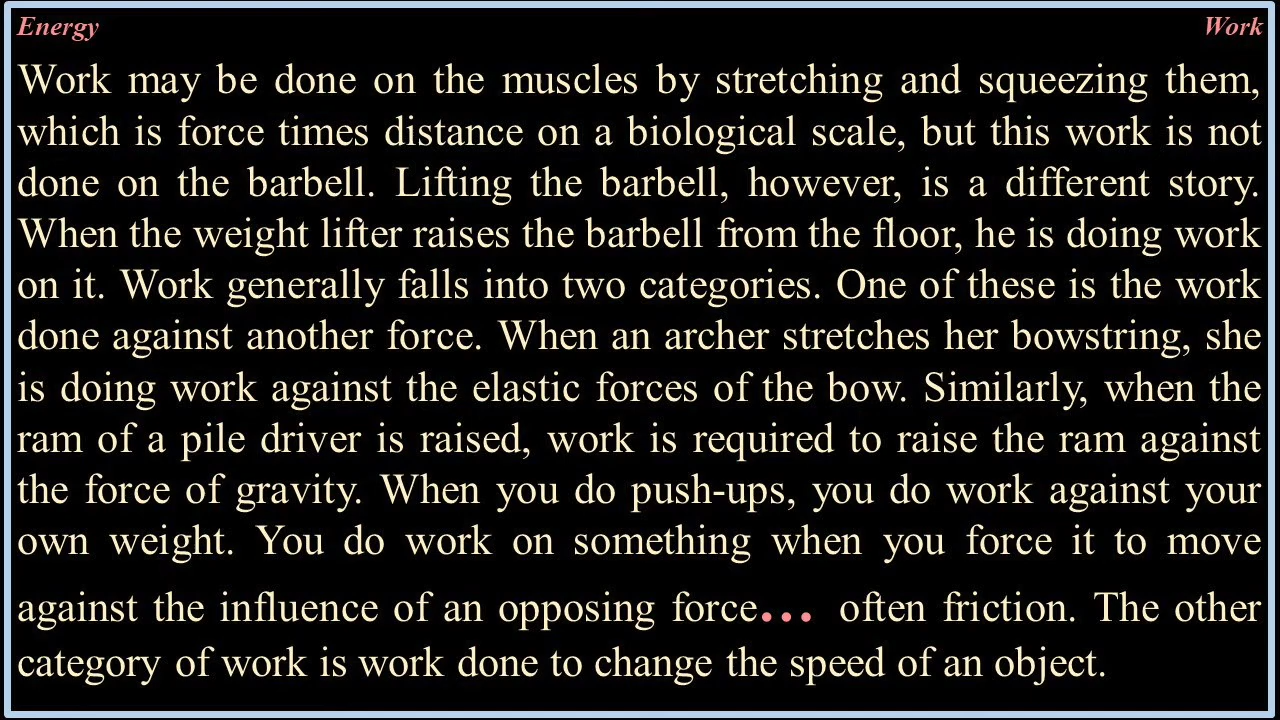 Energy Work
Work may be done on the muscles by stretching and squeezing them,
which is force times distance on a biological scale, but this work is not
done on the barbell. Lifting the barbell, however, is a different story.
When the weight lifter raises the barbell from the floor, he is doing work
on it. Work generally falls into two categories. One of these is the work
done against another force. When an archer stretches her bowstring, she
is doing work against the elastic forces of the bow. Similarly, when the
ram of a pile driver is raised, work is required to raise the ram against
the force of gravity. When you do push-ups, you do work against your
own weight. You do work on something when you force it to move
against the influence of an opposing force... often friction. The other
category of work is work done to change the speed of an object.